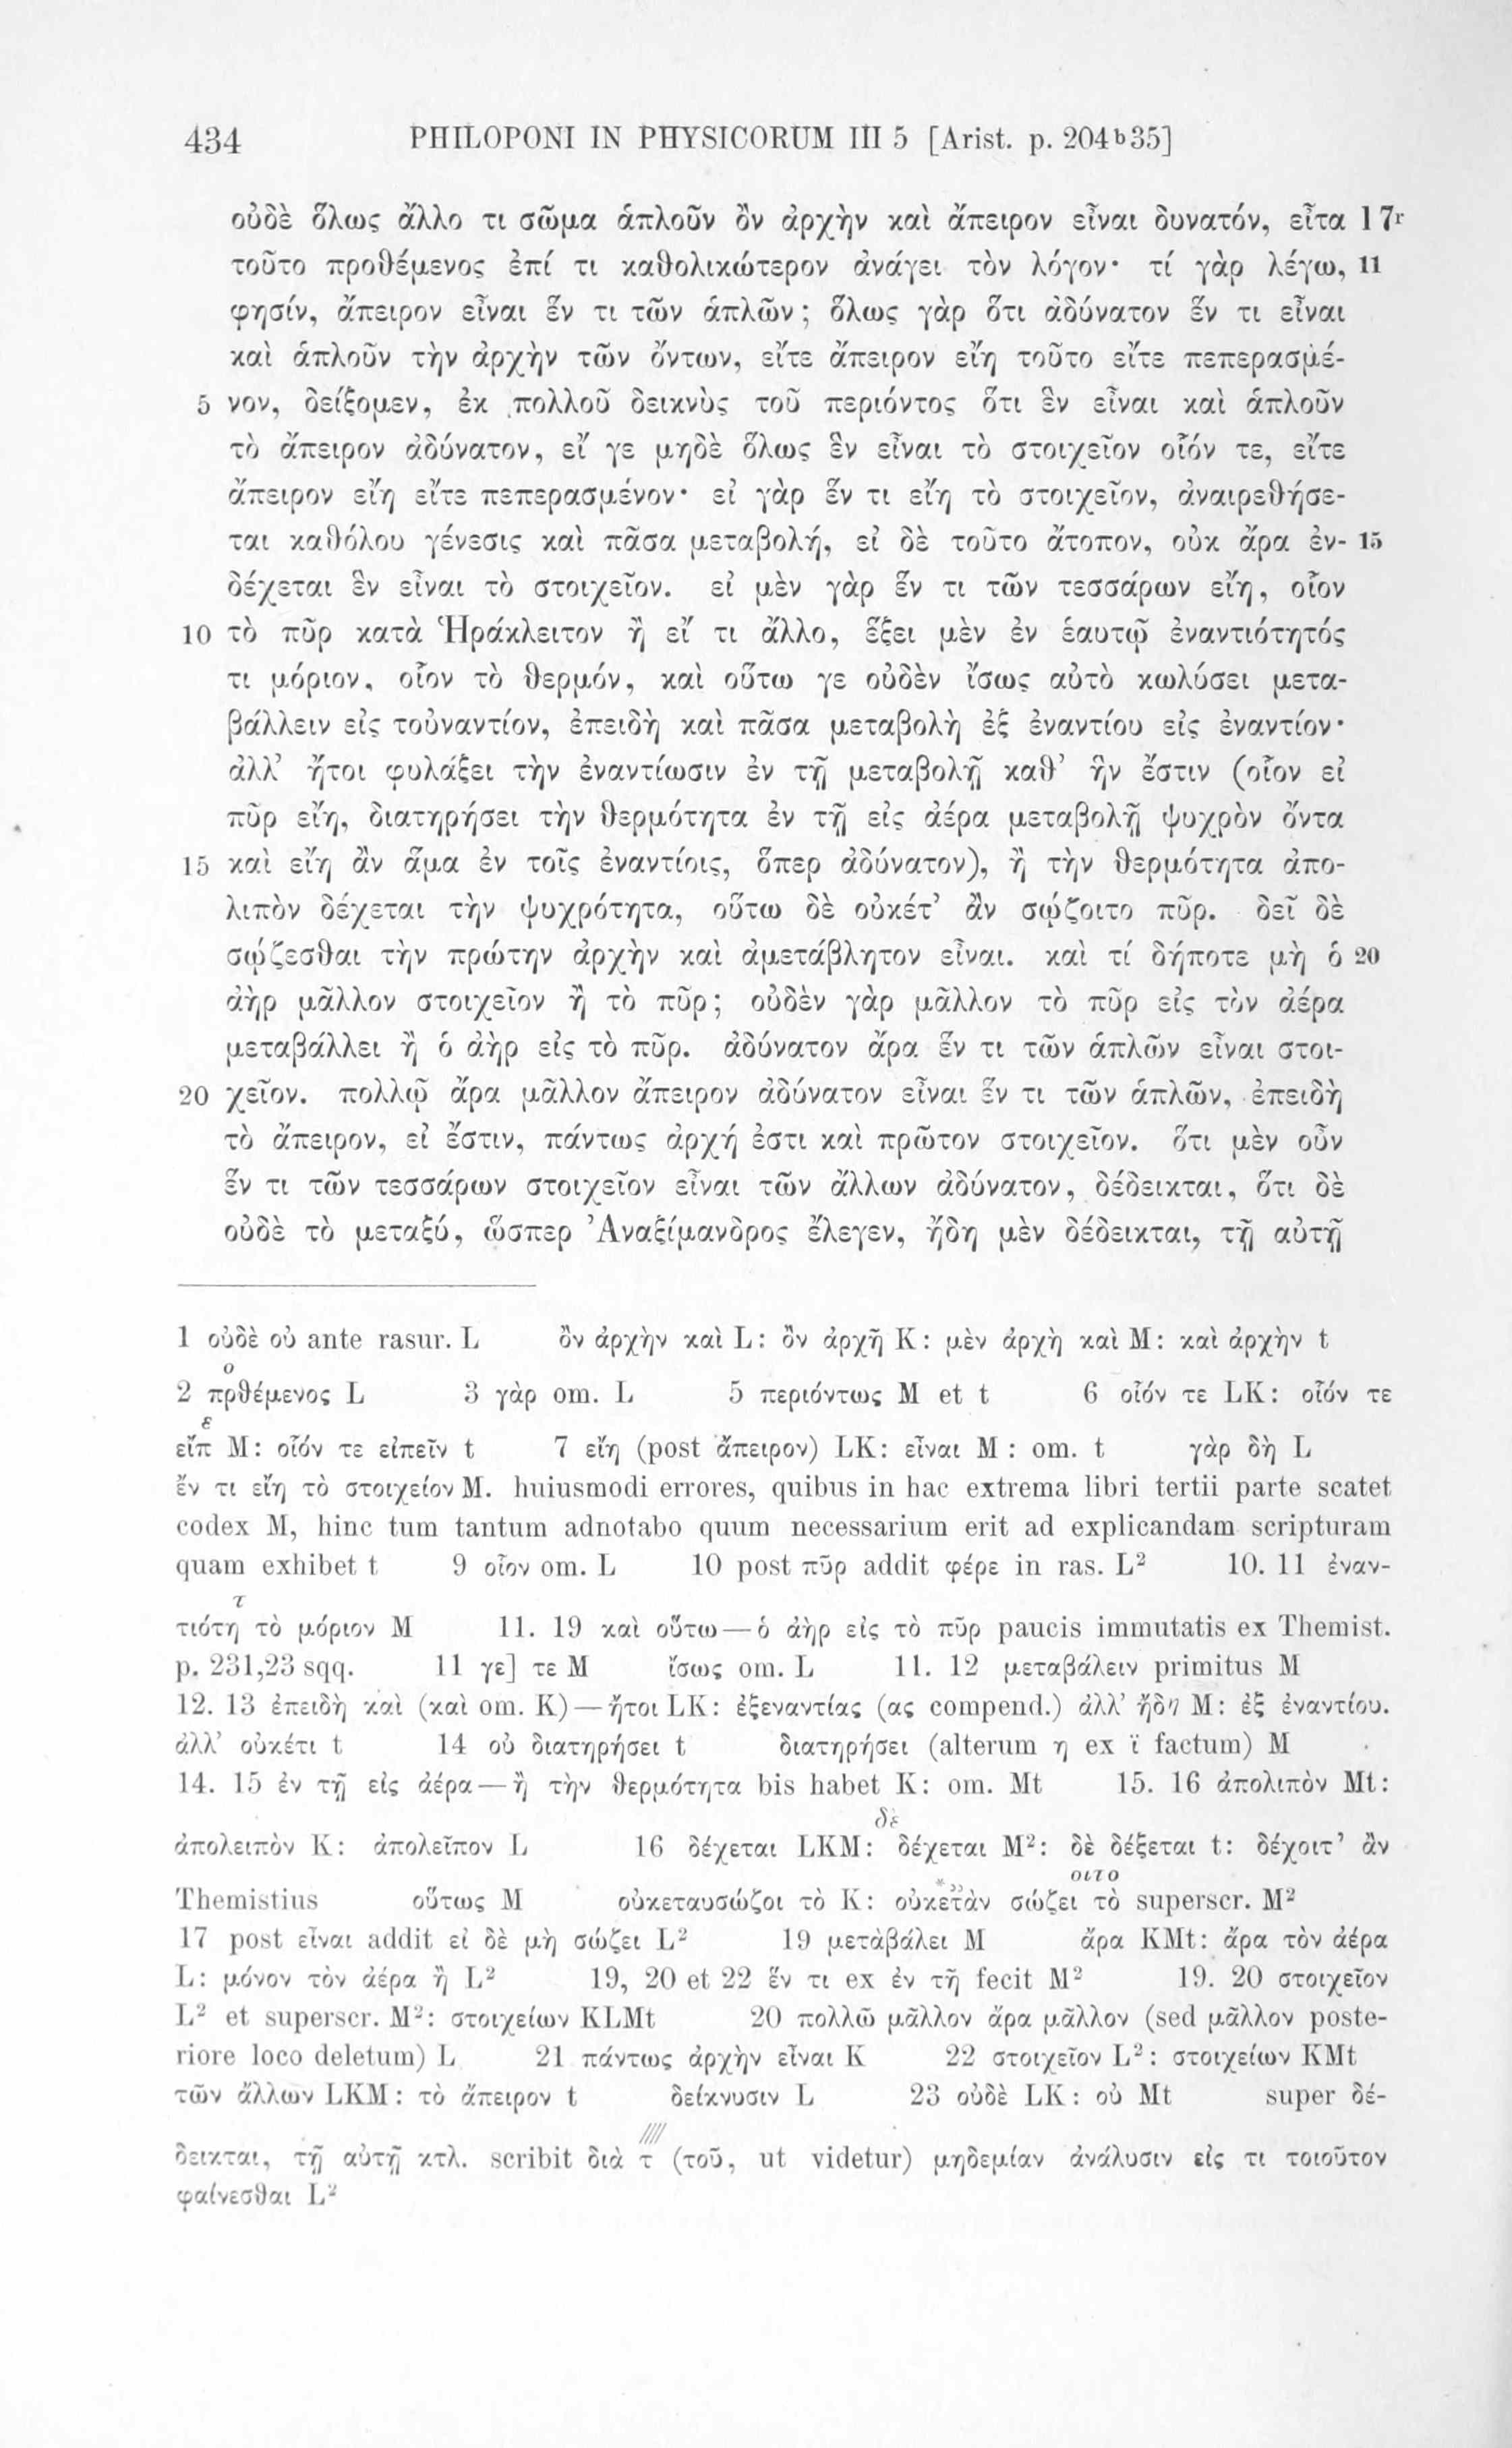 434 PHILOPONI IN PHYSICORUM III 5 [Arist. p. 204ᵇ35]
οὐδὲ ὅλως ἄλλο τι σῶμα ἁπλοῦν ὂν ἀρχὴν καὶ ἄπειρον εἶναι δυνατόν, εἶτα 17ʳ
τοῦτο προθέμενος ἐπί τι καθολικώτερον ἀνάγει τὸν λόγον· τί γὰρ λέγω, 11
φησίν, ἄπειρον εἶναι ἕν τι τῶν ἁπλῶν; ὅλως γὰρ ὅτι ἀδύνατον ἕν τι εἶναι
καὶ ἁπλοῦν τὴν ἀρχὴν τῶν ὄντων, εἴτε ἄπειρον εἴη τοῦτο εἴτε πεπερασμέ-
5 νον, δείξομεν, ἐκ πολλοῦ δεικνὺς τοῦ περιόντος ὅτι ἓν εἶναι καὶ ἁπλοῦν
τὸ ἄπειρον ἀδύνατον, εἴ γε μηδὲ ὅλως ἓν εἶναι τὸ στοιχεῖον οἷόν τε, εἴτε
ἄπειρον εἴη εἴτε πεπερασμένον· εἰ γὰρ ἕν τι εἴη τὸ στοιχεῖον, ἀναιρεθήσε-
ται καθόλου γένεσις καὶ πᾶσα μεταβολή, εἰ δὲ τοῦτο ἄτοπον, οὐκ ἄρα ἐν- 15
δέχεται ἓν εἶναι τὸ στοιχεῖον. εἰ μὲν γὰρ ἕν τι τῶν τεσσάρων εἴη, οἷον
10 τὸ πῦρ κατὰ Ἡράκλειτον ἢ εἴ τι ἄλλο, ἕξει μὲν ἐν ἑαυτῷ ἐναντιότητός
τι μόριον, οἷον τὸ θερμόν, καὶ οὕτω γε οὐδὲν ἴσως αὐτὸ κωλύσει μετα-
βάλλειν εἰς τοὐναντίον, ἐπειδὴ καὶ πᾶσα μεταβολὴ ἐξ ἐναντίου εἰς ἐναντίον·
ἀλλ’ ἤτοι φυλάξει τὴν ἐναντίωσιν ἐν τῇ μεταβολῇ καθ’ ἥν ἔστιν (οἷον εἰ
πῦρ εἴη, διατηρήσει τὴν θερμότητα ἐν τῇ εἰς ἀέρα μεταβολῇ ψυχρὸν ὄντα
15 καὶ εἴη ἂν ἅμα ἐν τοῖς ἐναντίοις, ὅπερ ἀδύνατον), ἢ τὴν θερμότητα ἀπο-
λιπὸν δέχεται τὴν ψυχρότητα, οὕτω δὲ οὐκέτ’ ἂν σῴζοιτο πῦρ. δεῖ δὲ
σῴζεσθαι τὴν πρώτην ἀρχὴν καὶ ἀμετάβλητον εἶναι. καὶ τί δήποτε μὴ ὁ 20
ἀὴρ μᾶλλον στοιχεῖον ἢ τὸ πῦρ; οὐδὲν γὰρ μᾶλλον τὸ πῦρ εἰς τὸν ἀέρα
μεταβάλλει ἢ ὁ ἀὴρ εἰς τὸ πῦρ. ἀδύνατον ἄρα ἕν τι τῶν ἁπλῶν εἶναι στοι-
20 χεῖον. πολλῷ ἄρα μᾶλλον ἄπειρον ἀδύνατον εἶναι ἕν τι τῶν ἁπλῶν, ἐπειδὴ
τὸ ἄπειρον, εἰ ἔστιν, πάντως ἀρχή ἐστι καὶ πρῶτον στοιχεῖον. ὅτι μὲν οὖν
ἕν τι τῶν τεσσάρων στοιχεῖον εἶναι τῶν ἄλλων ἀδύνατον, δέδεικται, ὅτι δὲ
οὐδὲ τὸ μεταξύ, ὥσπερ Ἀναξίμανδρος ἔλεγεν, ἤδη μὲν δέδεικται, τῇ αὐτῇ
1 οὐδὲ οὐ ante rasur. L ὂν ἀρχὴν καὶ L: ὂν ἀρχῆ K: μὲν ἀρχὴ καὶ M: καὶ ἀρχὴν t
ο
2 πρθέμενος L 3 γὰρ om. L 5 περιόντως M et t 6 οἷόν τε LK: οἷόν τε
ε
εἴπ M: οἷόν τε εἰπεῖν t 7 εἴη (post ἄπειρον) LK: εἶναι M: om. t γὰρ δὴ L
ἔν τι εἴη τὸ στοιχείον M. huiusmodi errores, quibus in hac extrema libri tertii parte scatet
codex M, hinc tum tantum adnotabo quum necessarium erit ad explicandam scripturam
quam exhibet t 9 οἷον om. L 10 post πῦρ addit φέρε in ras. L² 10. 11 ἐναν-
τ
τιότη τὸ μόριον M 11. 19 καὶ οὕτω—ὁ ἀὴρ εἰς τὸ πῦρ paucis immutatis ex Themist.
p. 231,23 sqq. 11 γε] τε M ἴσως om. L 11. 12 μεταβάλειν primitus M
12. 13 ἐπειδὴ καὶ (καὶ om. K)—ἤτοι LK: ἐξεναντίας (ας compend.) ἀλλ’ ἤδη M: ἐξ ἐναντίου.
ἀλλ’ οὐκέτι t 14 οὐ διατηρήσει t διατηρήσει (alterum η ex ϊ factum) M
14. 15 ἐν τῇ εἰς ἀέρα—ἢ τὴν θερμότητα bis habet K: om. Mt 15. 16 ἀπολιπὸν Mt:
δὲ
ἀπολειπὸν K: ἀπολεῖπον L 16 δέχεται LKM: δέχεται M²: δὲ δέξεται t: δέχοιτ’ ἂν
οιτο
Themistius οὕτως M οὐκεταυσώζοι τὸ K: οὐκετὰν σώζει τὸ superscr. M²
17 post εἶναι addit εἰ δὲ μὴ σώζει L² 19 μετὰβάλει M ἄρα KMt: ἄρα τὸν ἀέρα
L: μόνον τὸν ἀέρα ἢ L² 19, 20 et 22 ἕν τι ex ἐν τῆ fecit M² 19. 20 στοιχεῖον
L² et superscr. M²: στοιχείων KLMt 20 πολλῶ μᾶλλον ἄρα μᾶλλον (sed μᾶλλον poste-
riore loco deletum) L 21 πάντως ἀρχὴν εἶναι K 22 στοιχεῖον L²: στοιχείων KMt
τῶν ἄλλων LKM: τὸ ἄπειρον t δείκνυσιν L 23 οὐδὲ LK: οὐ Mt super δέ-
δεικται, τῇ αὐτῇ κτλ. scribit διὰ τ (τοῦ, ut videtur) μηδεμίαν ἀνάλυσιν εἰς τι τοιοῦτον
φαίνεσθαι L²